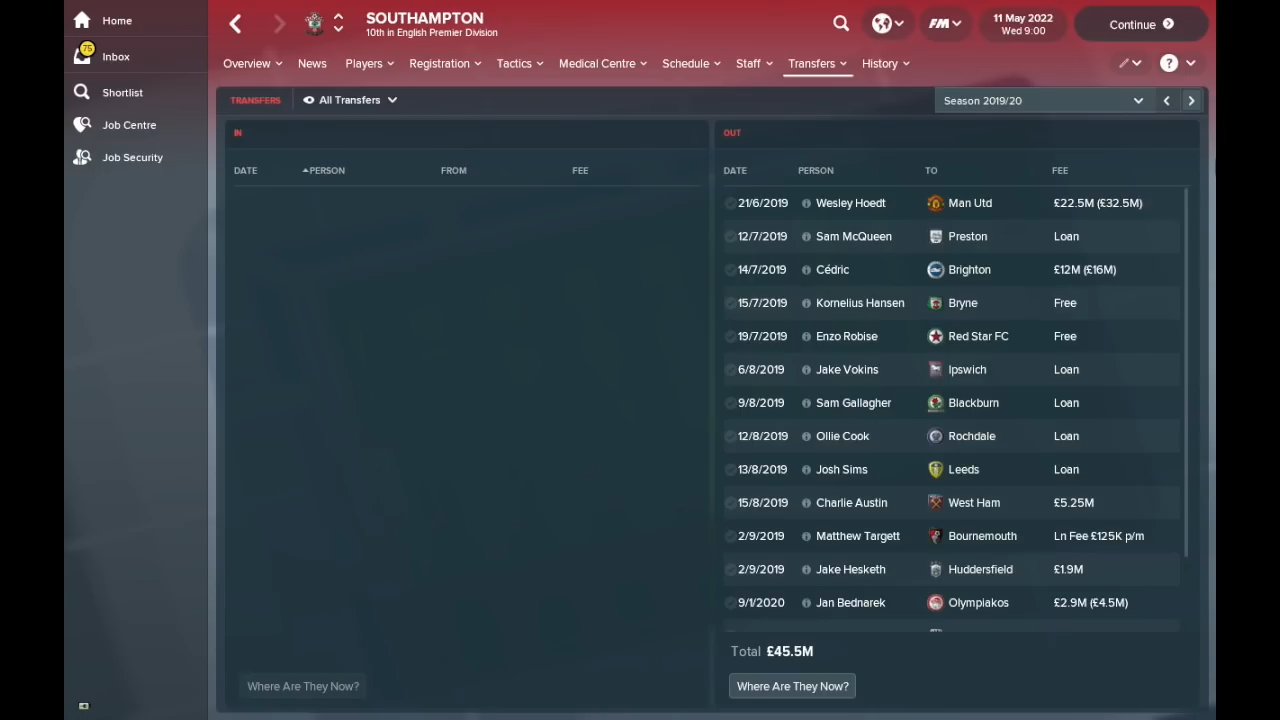 Home
75
Inbox
Shortlist
Job Centre
Job Security
SOUTHAMPTON
10th in English Premier Division
FM
11 May 2022
Wed 9:00
Continue
Overview News Players Registration Tactics Medical Centre Schedule Staff Transfers History
?
TRANSFERS All Transfers Season 2019/20
IN
DATE PERSON FROM FEE
Where Are They Now?
OUT
DATE PERSON TO FEE
21/6/2019 Wesley Hoedt Man Utd £22.5M (£32.5M)
12/7/2019 Sam McQueen Preston Loan
14/7/2019 Cédric Brighton £12M (£16M)
15/7/2019 Kornelius Hansen Bryne Free
19/7/2019 Enzo Robise Red Star FC Free
6/8/2019 Jake Vokins Ipswich Loan
9/8/2019 Sam Gallagher Blackburn Loan
12/8/2019 Ollie Cook Rochdale Loan
13/8/2019 Josh Sims Leeds Loan
15/8/2019 Charlie Austin West Ham £5.25M
2/9/2019 Matthew Targett Bournemouth Ln Fee £125K p/m
2/9/2019 Jake Hesketh Huddersfield £1.9M
9/1/2020 Jan Bednarek Olympiakos £2.9M (£4.5M)
Total £45.5M
Where Are They Now?